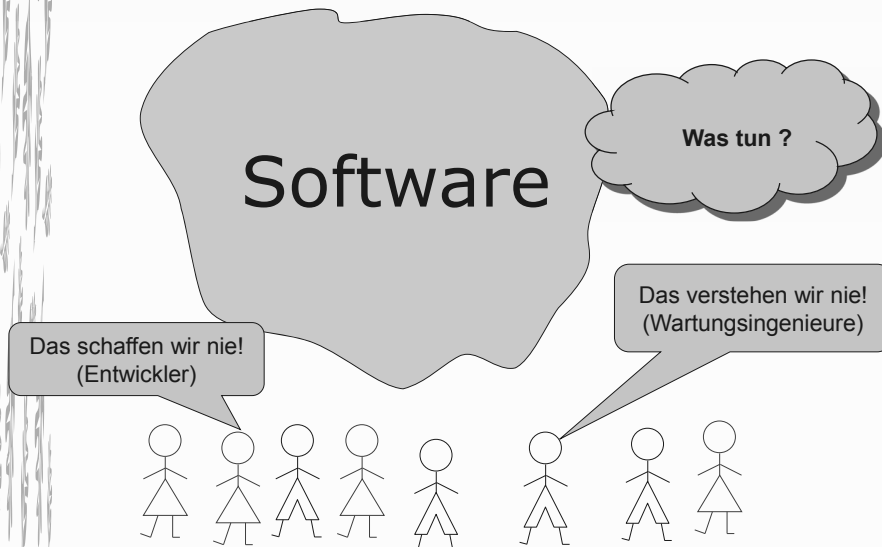 Software
Was tun ?
Das verstehen wir nie!
(Wartungsingenieure)
Das schaffen wir nie!
(Entwickler)